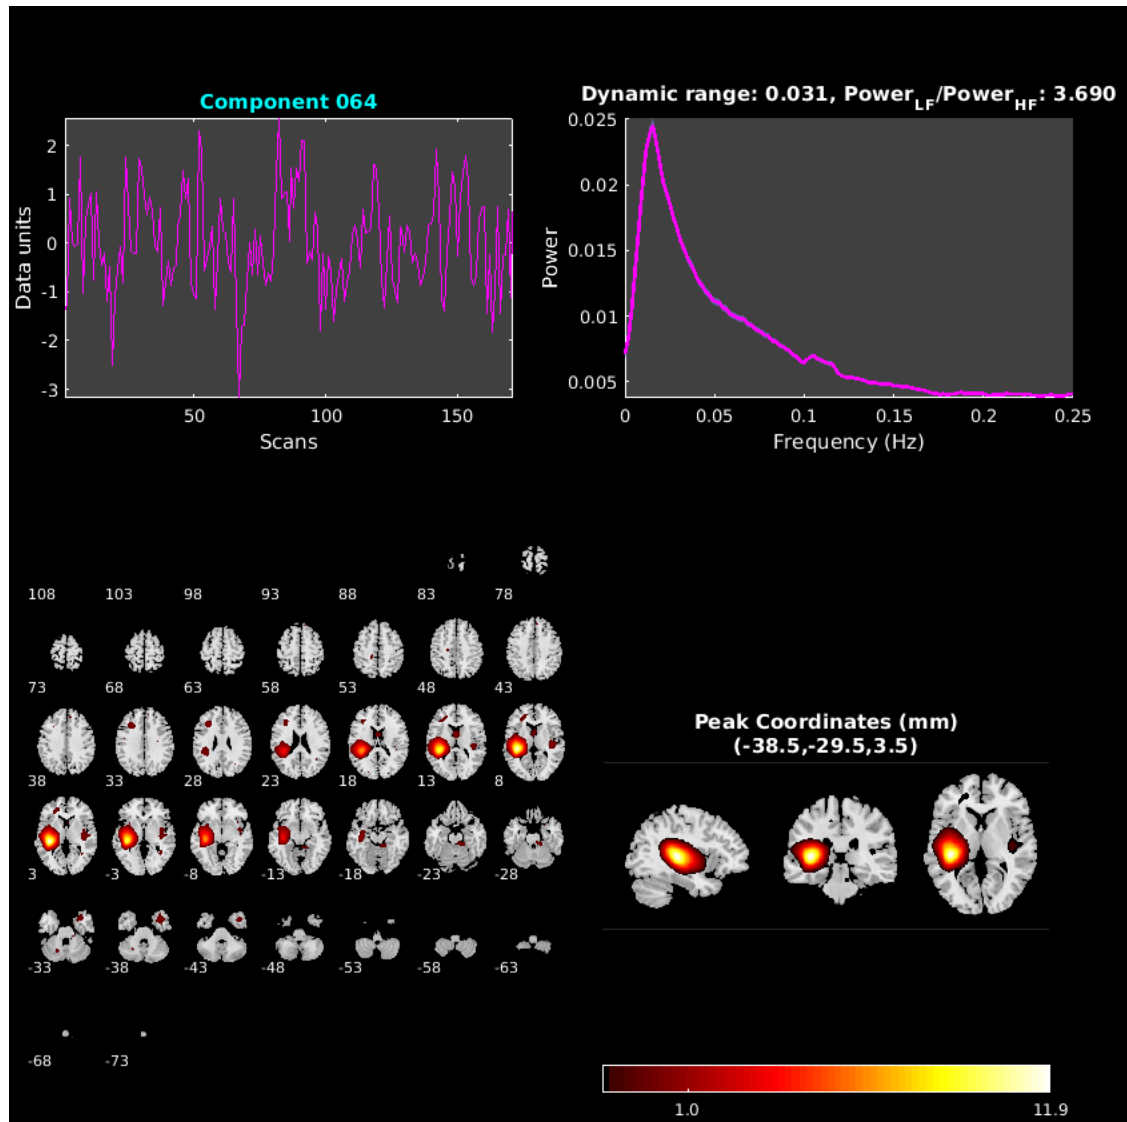 Component 064
Data units
2
1
0
-1
-2
-3
50 100 150
Scans
Dynamic range: 0.031, Power_LF/Power_HF: 3.690
Power
0.025
0.02
0.015
0.01
0.005
0 0.05 0.1 0.15 0.2 0.25
Frequency (Hz)
108 103 98 93 88 83 78
73 68 63 58 53 48 43
38 33 28 23 18 13 8
3 -3 -8 -13 -18 -23 -28
-33 -38 -43 -48 -53 -58 -63
-68 -73
Peak Coordinates (mm)
(-38.5,-29.5,3.5)
1.0 11.9